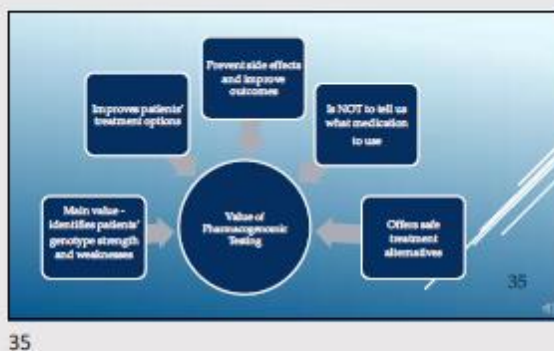 Prevent side effects
and improve
outcomes
Improves patients'
treatment options
Is NOT to tell us
what medication
to use
Main value -
identifies patients'
genotype strength
and weaknesses
Value of
Pharmacogenomic
Testing
Offers safe
treatment
alternatives
35
35